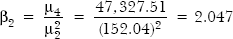 β₂ = μ₄ / μ₂² = 47,327.51 / (152.04)² = 2.047